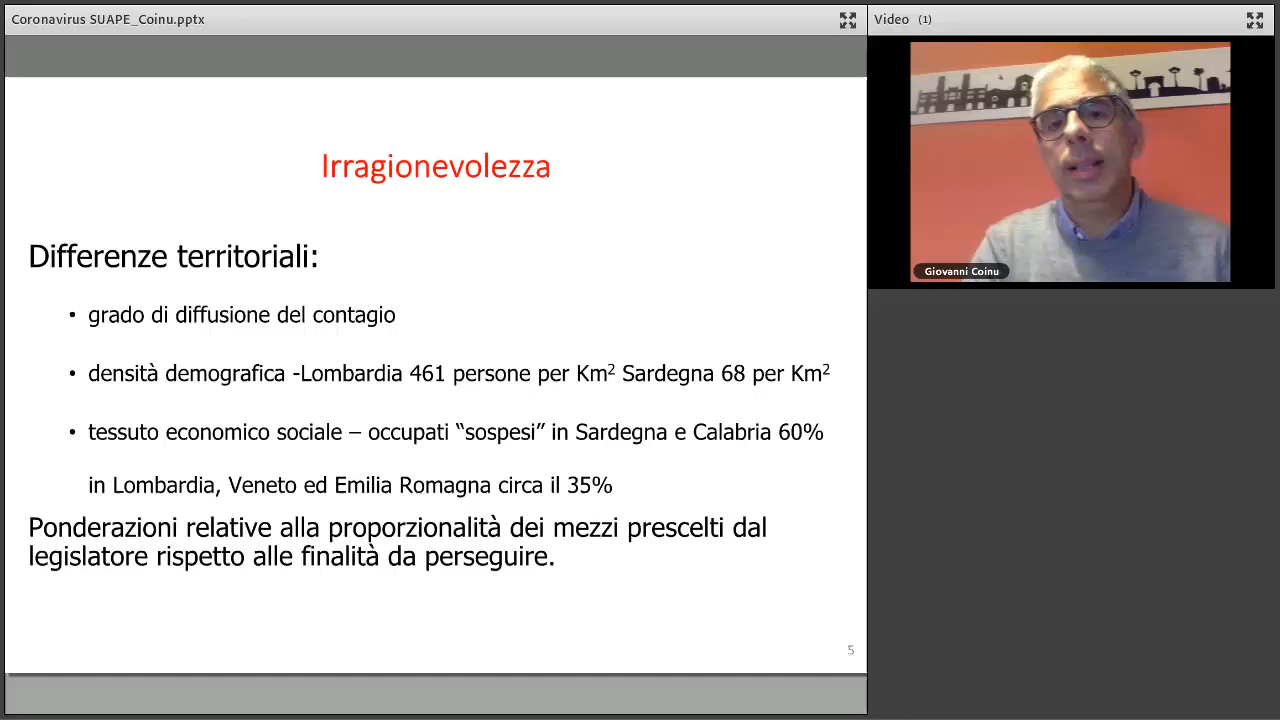 Coronavirus SUAPE_Coinu.pptx
Video (1)
Irragionevolezza
Differenze territoriali:
• grado di diffusione del contagio
• densità demografica -Lombardia 461 persone per Km² Sardegna 68 per Km²
• tessuto economico sociale – occupati “sospesi” in Sardegna e Calabria 60%
in Lombardia, Veneto ed Emilia Romagna circa il 35%
Ponderazioni relative alla proporzionalità dei mezzi prescelti dal
legislatore rispetto alle finalità da perseguire.
5
Giovanni Coinu